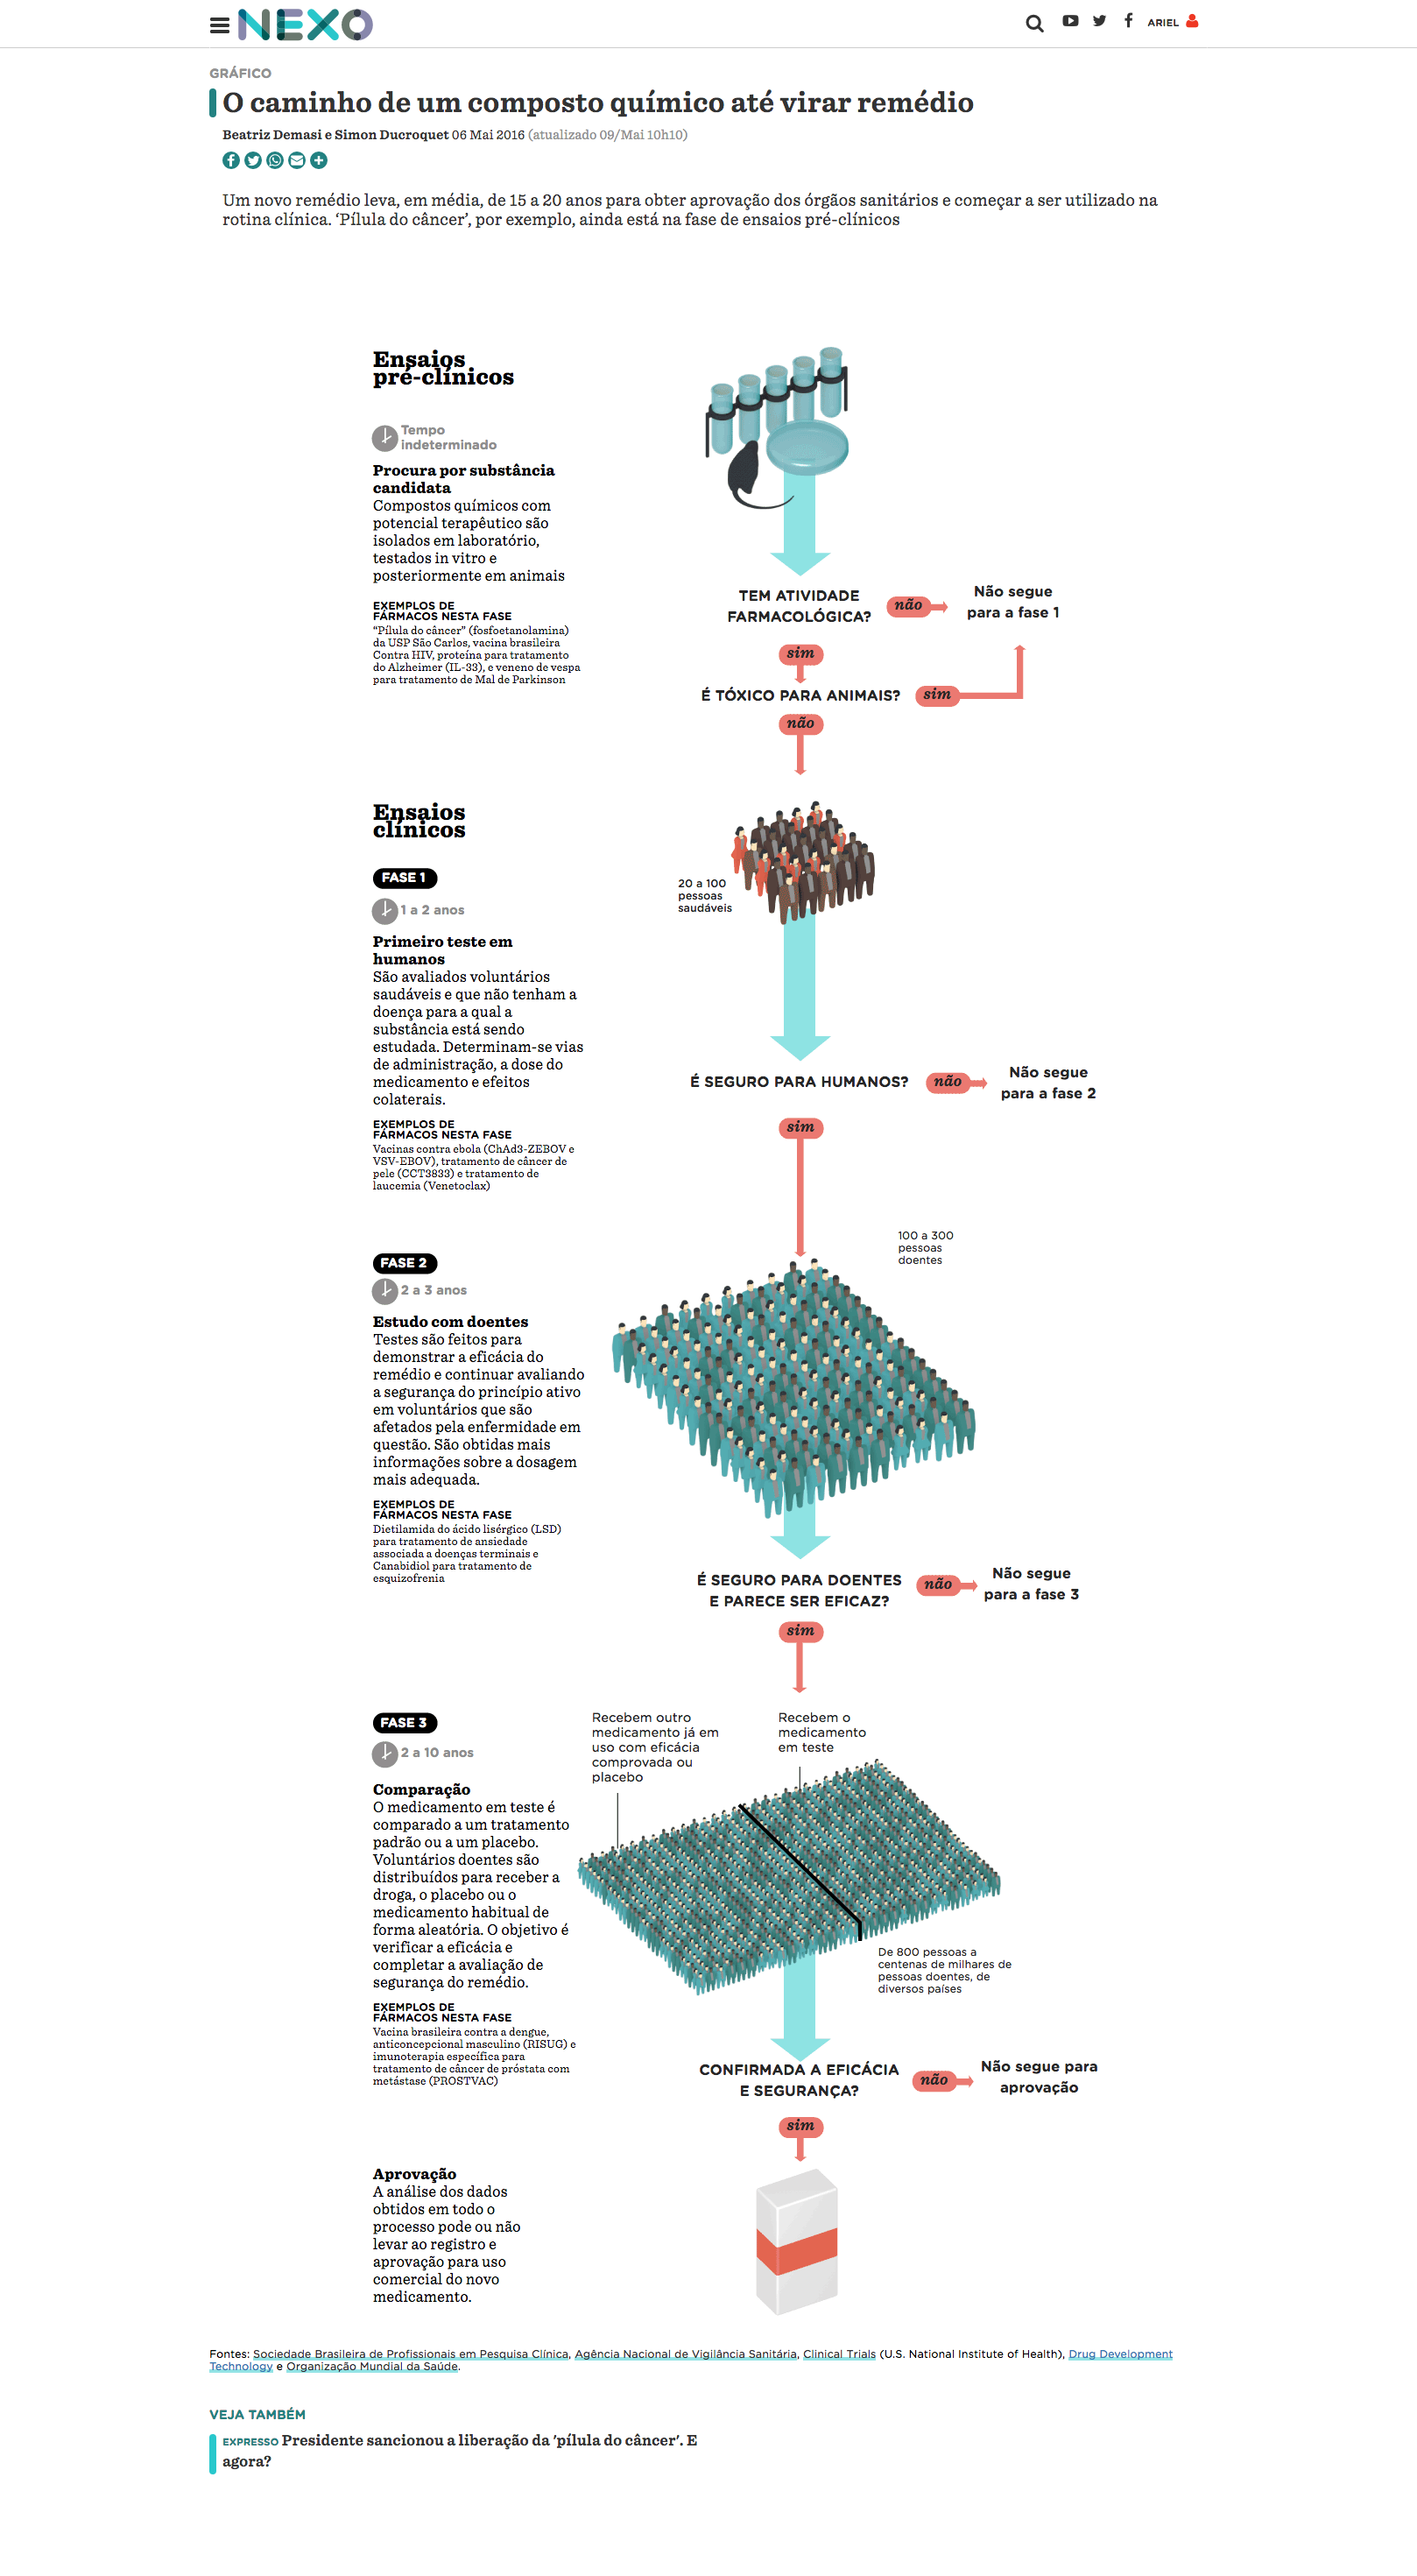 NEXO
ARIEL
GRÁFICO
O caminho de um composto químico até virar remédio
Beatriz Demasi e Simon Ducroquet 06 Mai 2016 (atualizado 09/Mai 10h10)
Um novo remédio leva, em média, de 15 a 20 anos para obter aprovação dos órgãos sanitários e começar a ser utilizado na
rotina clínica. ‘Pílula do câncer’, por exemplo, ainda está na fase de ensaios pré-clínicos
Ensaios
pré-clínicos
Tempo
indeterminado
Procura por substância
candidata
Compostos químicos com
potencial terapêutico são
isolados em laboratório,
testados in vitro e
posteriormente em animais
EXEMPLOS DE
FÁRMACOS NESTA FASE
“Pílula do câncer” (fosfoetanolamina)
da USP São Carlos, vacina brasileira
Contra HIV, proteína para tratamento
do Alzheimer (IL-33), e veneno de vespa
para tratamento de Mal de Parkinson
TEM ATIVIDADE
FARMACOLÓGICA?
não
Não segue
para a fase 1
sim
É TÓXICO PARA ANIMAIS?
sim
não
Ensaios
clínicos
FASE 1
1 a 2 anos
Primeiro teste em
humanos
São avaliados voluntários
saudáveis e que não tenham a
doença para a qual a
substância está sendo
estudada. Determinam-se vias
de administração, a dose do
medicamento e efeitos
colaterais.
EXEMPLOS DE
FÁRMACOS NESTA FASE
Vacinas contra ebola (ChAd3-ZEBOV e
VSV-EBOV), tratamento de câncer de
pele (CCT3833) e tratamento de
laucemia (Venetoclax)
20 a 100
pessoas
saudáveis
É SEGURO PARA HUMANOS?
não
Não segue
para a fase 2
sim
FASE 2
2 a 3 anos
Estudo com doentes
Testes são feitos para
demonstrar a eficácia do
remédio e continuar avaliando
a segurança do princípio ativo
em voluntários que são
afetados pela enfermidade em
questão. São obtidas mais
informações sobre a dosagem
mais adequada.
EXEMPLOS DE
FÁRMACOS NESTA FASE
Dietilamida do ácido lisérgico (LSD)
para tratamento de ansiedade
associada a doenças terminais e
Canabidiol para tratamento de
esquizofrenia
100 a 300
pessoas
doentes
É SEGURO PARA DOENTES
E PARECE SER EFICAZ?
não
Não segue
para a fase 3
sim
FASE 3
2 a 10 anos
Comparação
O medicamento em teste é
comparado a um tratamento
padrão ou a um placebo.
Voluntários doentes são
distribuídos para receber a
droga, o placebo ou o
medicamento habitual de
forma aleatória. O objetivo é
verificar a eficácia e
completar a avaliação de
segurança do remédio.
EXEMPLOS DE
FÁRMACOS NESTA FASE
Vacina brasileira contra a dengue,
anticoncepcional masculino (RISUG) e
imunoterapia específica para
tratamento de câncer de próstata com
metástase (PROSTVAC)
Recebem outro
medicamento já em
uso com eficácia
comprovada ou
placebo
Recebem o
medicamento
em teste
De 800 pessoas a
centenas de milhares de
pessoas doentes, de
diversos países
CONFIRMADA A EFICÁCIA
E SEGURANÇA?
não
Não segue para
aprovação
sim
Aprovação
A análise dos dados
obtidos em todo o
processo pode ou não
levar ao registro e
aprovação para uso
comercial do novo
medicamento.
Fontes: Sociedade Brasileira de Profissionais em Pesquisa Clínica, Agência Nacional de Vigilância Sanitária, Clinical Trials (U.S. National Institute of Health), Drug Development
Technology e Organização Mundial da Saúde.
VEJA TAMBÉM
EXPRESSO Presidente sancionou a liberação da 'pílula do câncer'. E
agora?